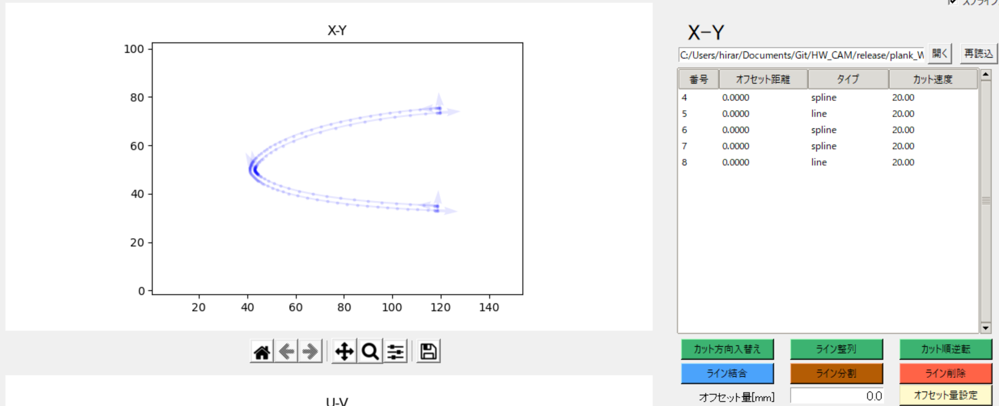 スプライン
X-Y
100
80
60
40
20
0
20 40 60 80 100 120 140
U-V
X-Y
C:/Users/hirar/Documents/Git/HW_CAM/release/plank_W 開く 再読込
番号 オフセット距離 タイプ カット速度
4 0.0000 spline 20.00
5 0.0000 line 20.00
6 0.0000 spline 20.00
7 0.0000 spline 20.00
8 0.0000 line 20.00
カット方向入替え ライン整列 カット順逆転
ライン結合 ライン分割 ライン削除
オフセット量[mm] 0.0 オフセット量設定